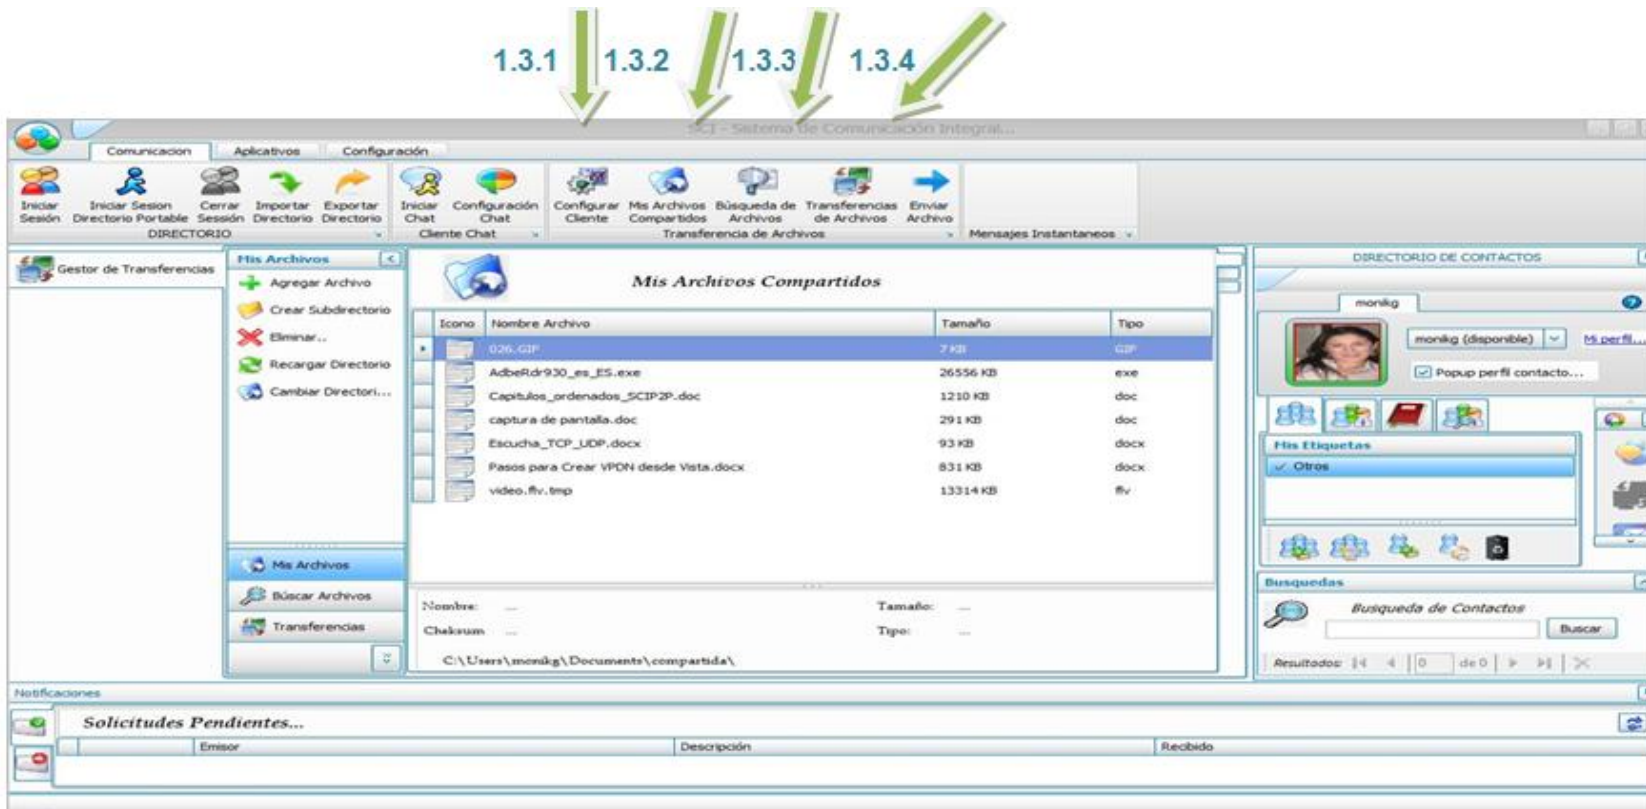 1.3.1 1.3.2 1.3.3 1.3.4
SCI - Sistema de Comunicación Integral...
Comunicacion Aplicativos Configuración
Iniciar Sesión
Iniciar Sesion Directorio Portable
Cerrar Sessión
Importar Directorio
Exportar Directorio
Iniciar Chat
Configuración Chat
Configurar Cliente
Mis Archivos Compartidos
Búsqueda de Archivos
Transferencias de Archivos
Enviar Archivo
DIRECTORIO Cliente Chat Transferencia de Archivos Mensajes Instantaneos
Gestor de Transferencias
Mis Archivos
Agregar Archivo
Crear Subdirectorio
Eliminar..
Recargar Directorio
Cambiar Directori...
Mis Archivos
Búscar Archivos
Transferencias
Mis Archivos Compartidos
Icono Nombre Archivo Tamaño Tipo
026.GIF 7 KB GIF
AdbeRdr930_es_ES.exe 26556 KB exe
Capitulos_ordenados_SCIP2P.doc 1210 KB doc
captura de pantalla.doc 291 KB doc
Escucha_TCP_UDP.docx 93 KB docx
Pasos para Crear VPDN desde Vista.docx 831 KB docx
video.flv.tmp 13314 KB flv
Nombre: ... Tamaño: ...
Cheksum ... Tipo: ...
C:\Users\monikg\Documents\compartida\
DIRECTORIO DE CONTACTOS
monikg
monikg (disponible) Mi perfil...
Popup perfil contacto...
Mis Etiquetas
Otros
Busquedas
Busqueda de Contactos
Buscar
Resultados: 0 de 0
Notificaciones
Solicitudes Pendientes...
Emisor Descripción Recibido